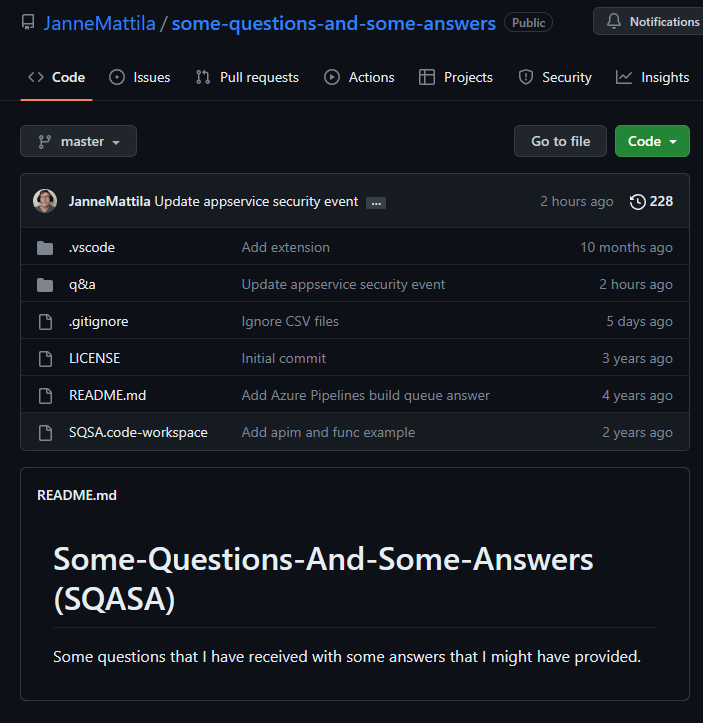 JanneMattila / some-questions-and-some-answers Public Notifications
Code Issues Pull requests Actions Projects Security Insights
master Go to file Code
JanneMattila Update appservice security event ... 2 hours ago 228
.vscode Add extension 10 months ago
q&a Update appservice security event 2 hours ago
.gitignore Ignore CSV files 5 days ago
LICENSE Initial commit 3 years ago
README.md Add Azure Pipelines build queue answer 4 years ago
SQSA.code-workspace Add apim and func example 2 years ago
README.md
Some-Questions-And-Some-Answers
(SQASA)
Some questions that I have received with some answers that I might have provided.